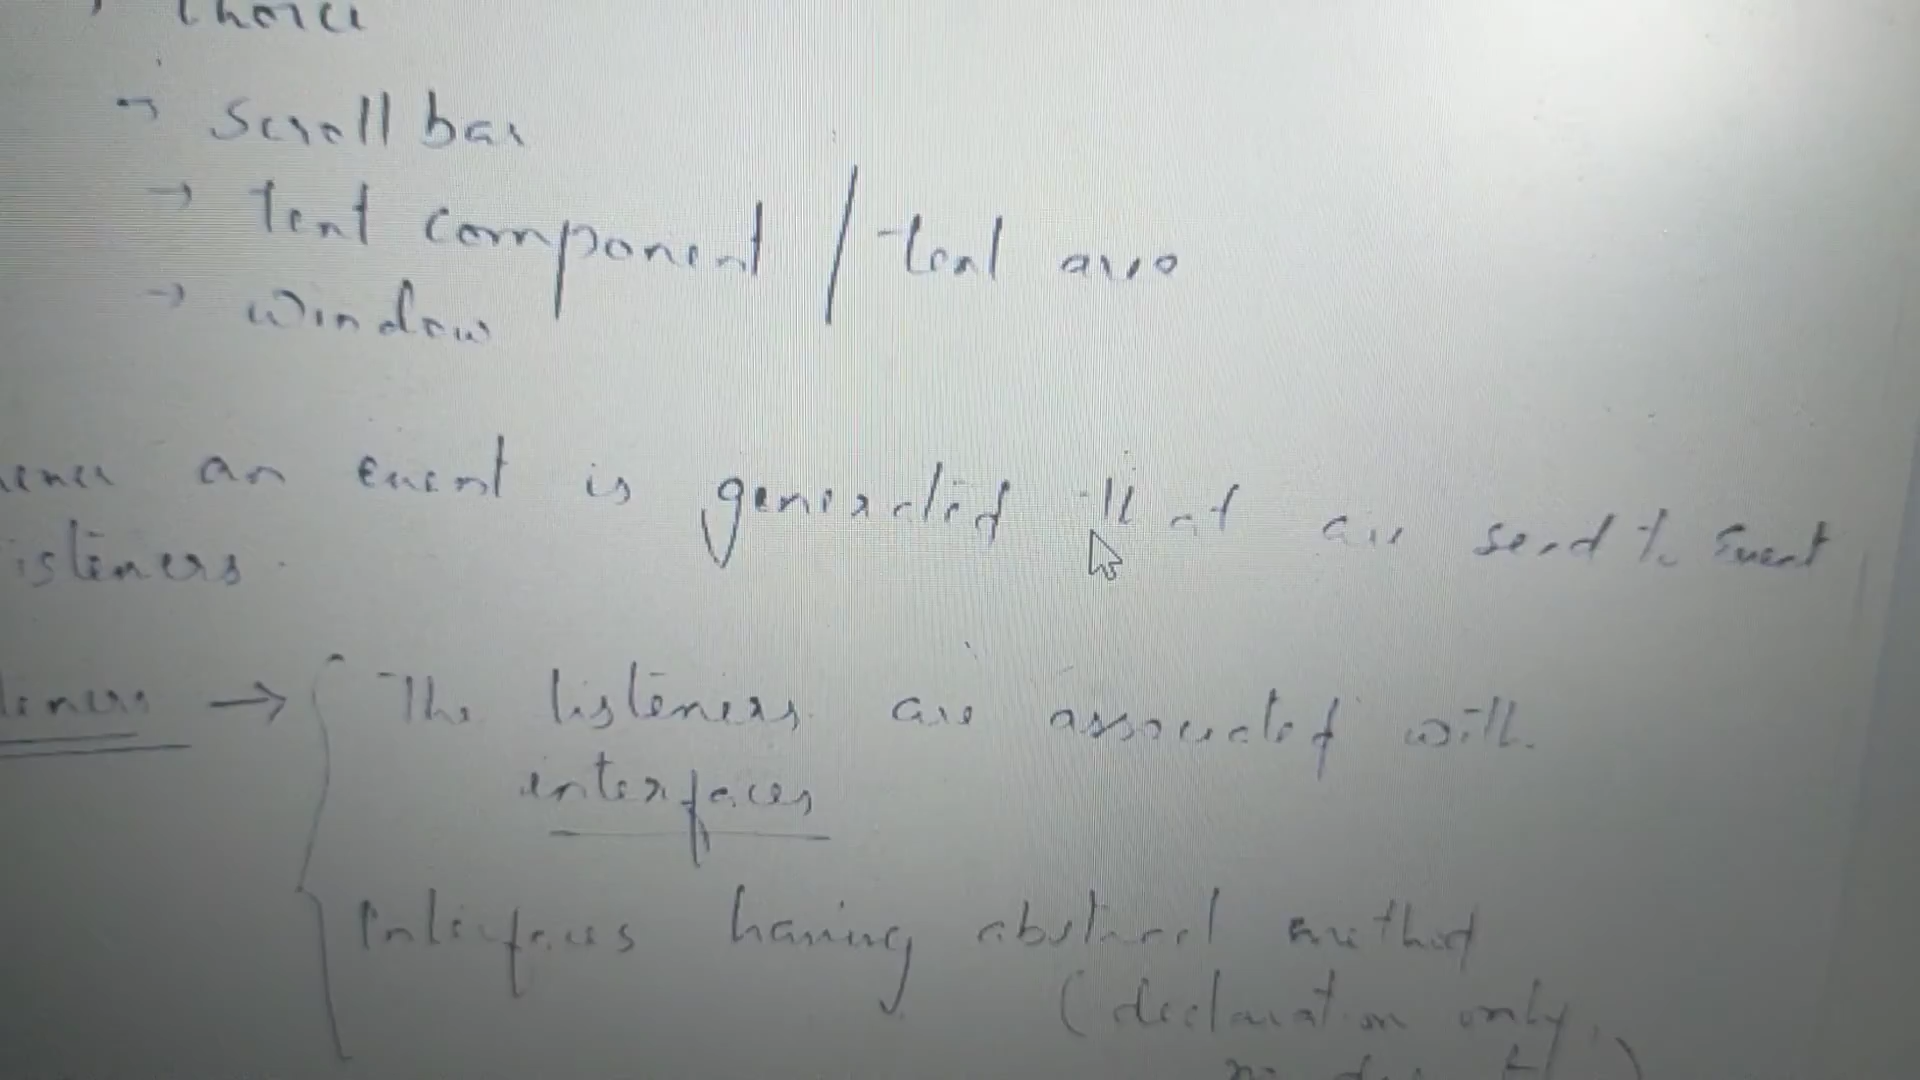 choice
→ scroll bar
→ Text component / text area
→ window
an event is generated that are send to Event
isteners.
→ The listeners are associated with
interfaces
Interfaces having abstract method
(declaration only,